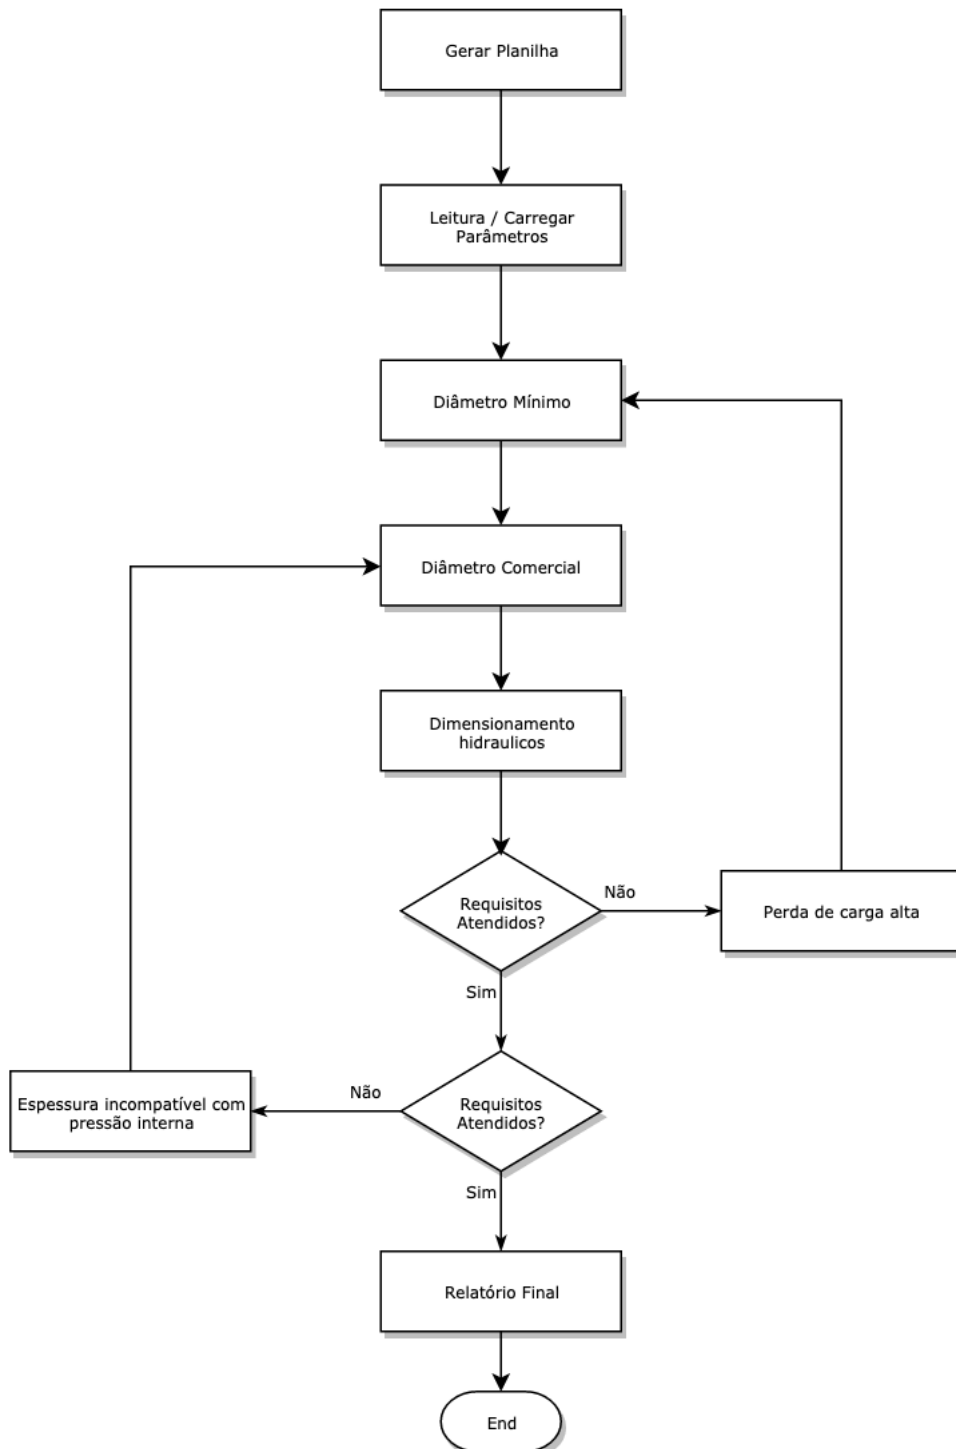 Gerar Planilha
Leitura / Carregar
Parâmetros
Diâmetro Mínimo
Diâmetro Comercial
Dimensionamento
hidraulicos
Requisitos
Atendidos?
Não
Perda de carga alta
Sim
Requisitos
Atendidos?
Não
Espessura incompatível com
pressão interna
Sim
Relatório Final
End